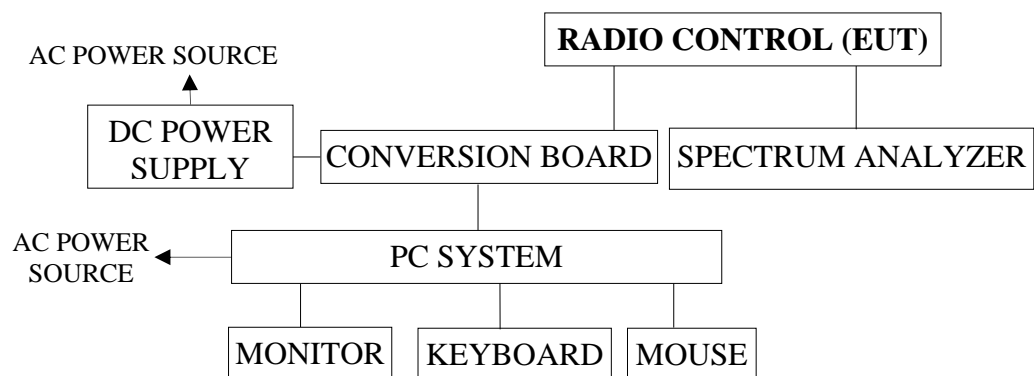 RADIO CONTROL (EUT)
AC POWER SOURCE
DC POWER
SUPPLY
CONVERSION BOARD
SPECTRUM ANALYZER
AC POWER
SOURCE
PC SYSTEM
MONITOR
KEYBOARD
MOUSE